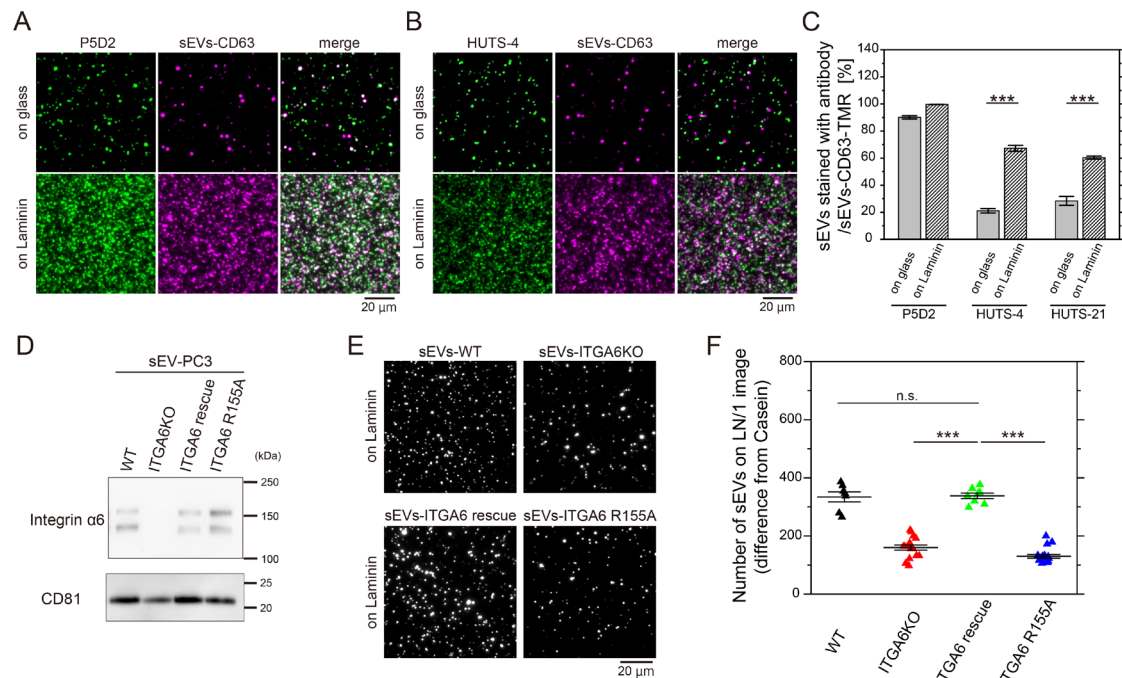 A
P5D2 sEVs-CD63 merge
on glass
on Laminin
20 μm
B
HUTS-4 sEVs-CD63 merge
on glass
on Laminin
20 μm
C
sEVs stained with antibody
/sEVs-CD63-TMR [%]
140
120
100
80
60
40
20
0
*** ***
on glass on Laminin on glass on Laminin on glass on Laminin
P5D2 HUTS-4 HUTS-21
D
sEV-PC3
WT ITGA6KO ITGA6 rescue ITGA6 R155A
(kDa)
250
Integrin α6 150
100
25
CD81 20
E
sEVs-WT sEVs-ITGA6KO
on Laminin
sEVs-ITGA6 rescue sEVs-ITGA6 R155A
on Laminin
20 μm
F
Number of sEVs on LN/1 image
(difference from Casein)
800
600
400
200
0
n.s.
*** ***
WT ITGA6KO TGA6 rescue TGA6 R155A